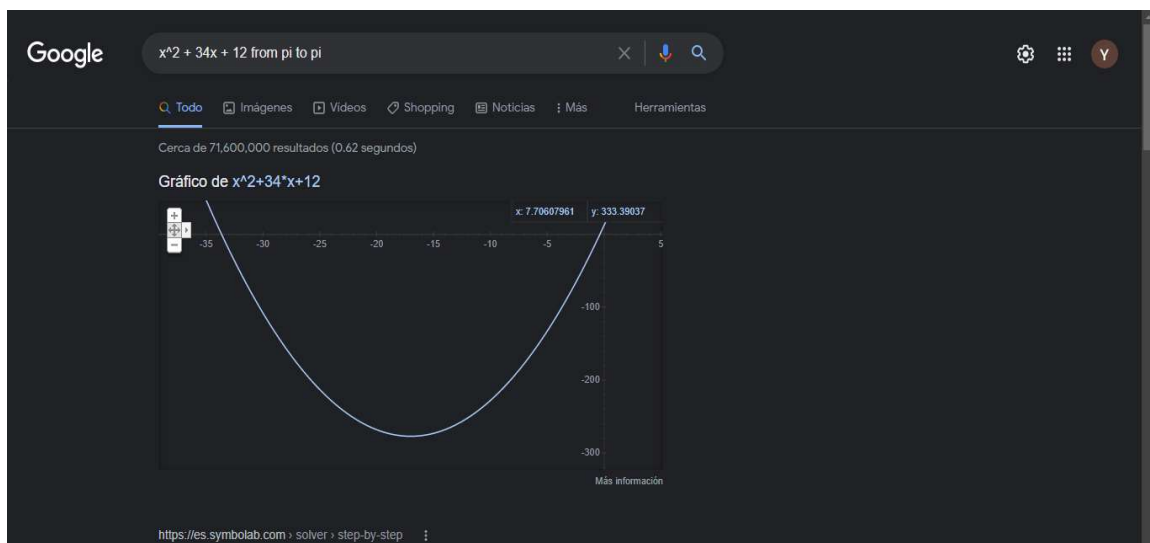 Google
x^2 + 34x + 12 from pi to pi
Y
Todo Imágenes Videos Shopping Noticias Más Herramientas
Cerca de 71,600,000 resultados (0.62 segundos)
Gráfico de x^2+34*x+12
x: 7.70607961 y: 333.39037
-35 -30 -25 -20 -15 -10 -5 5
-100
-200
-300
Más información
https://es.symbolab.com › solver › step-by-step